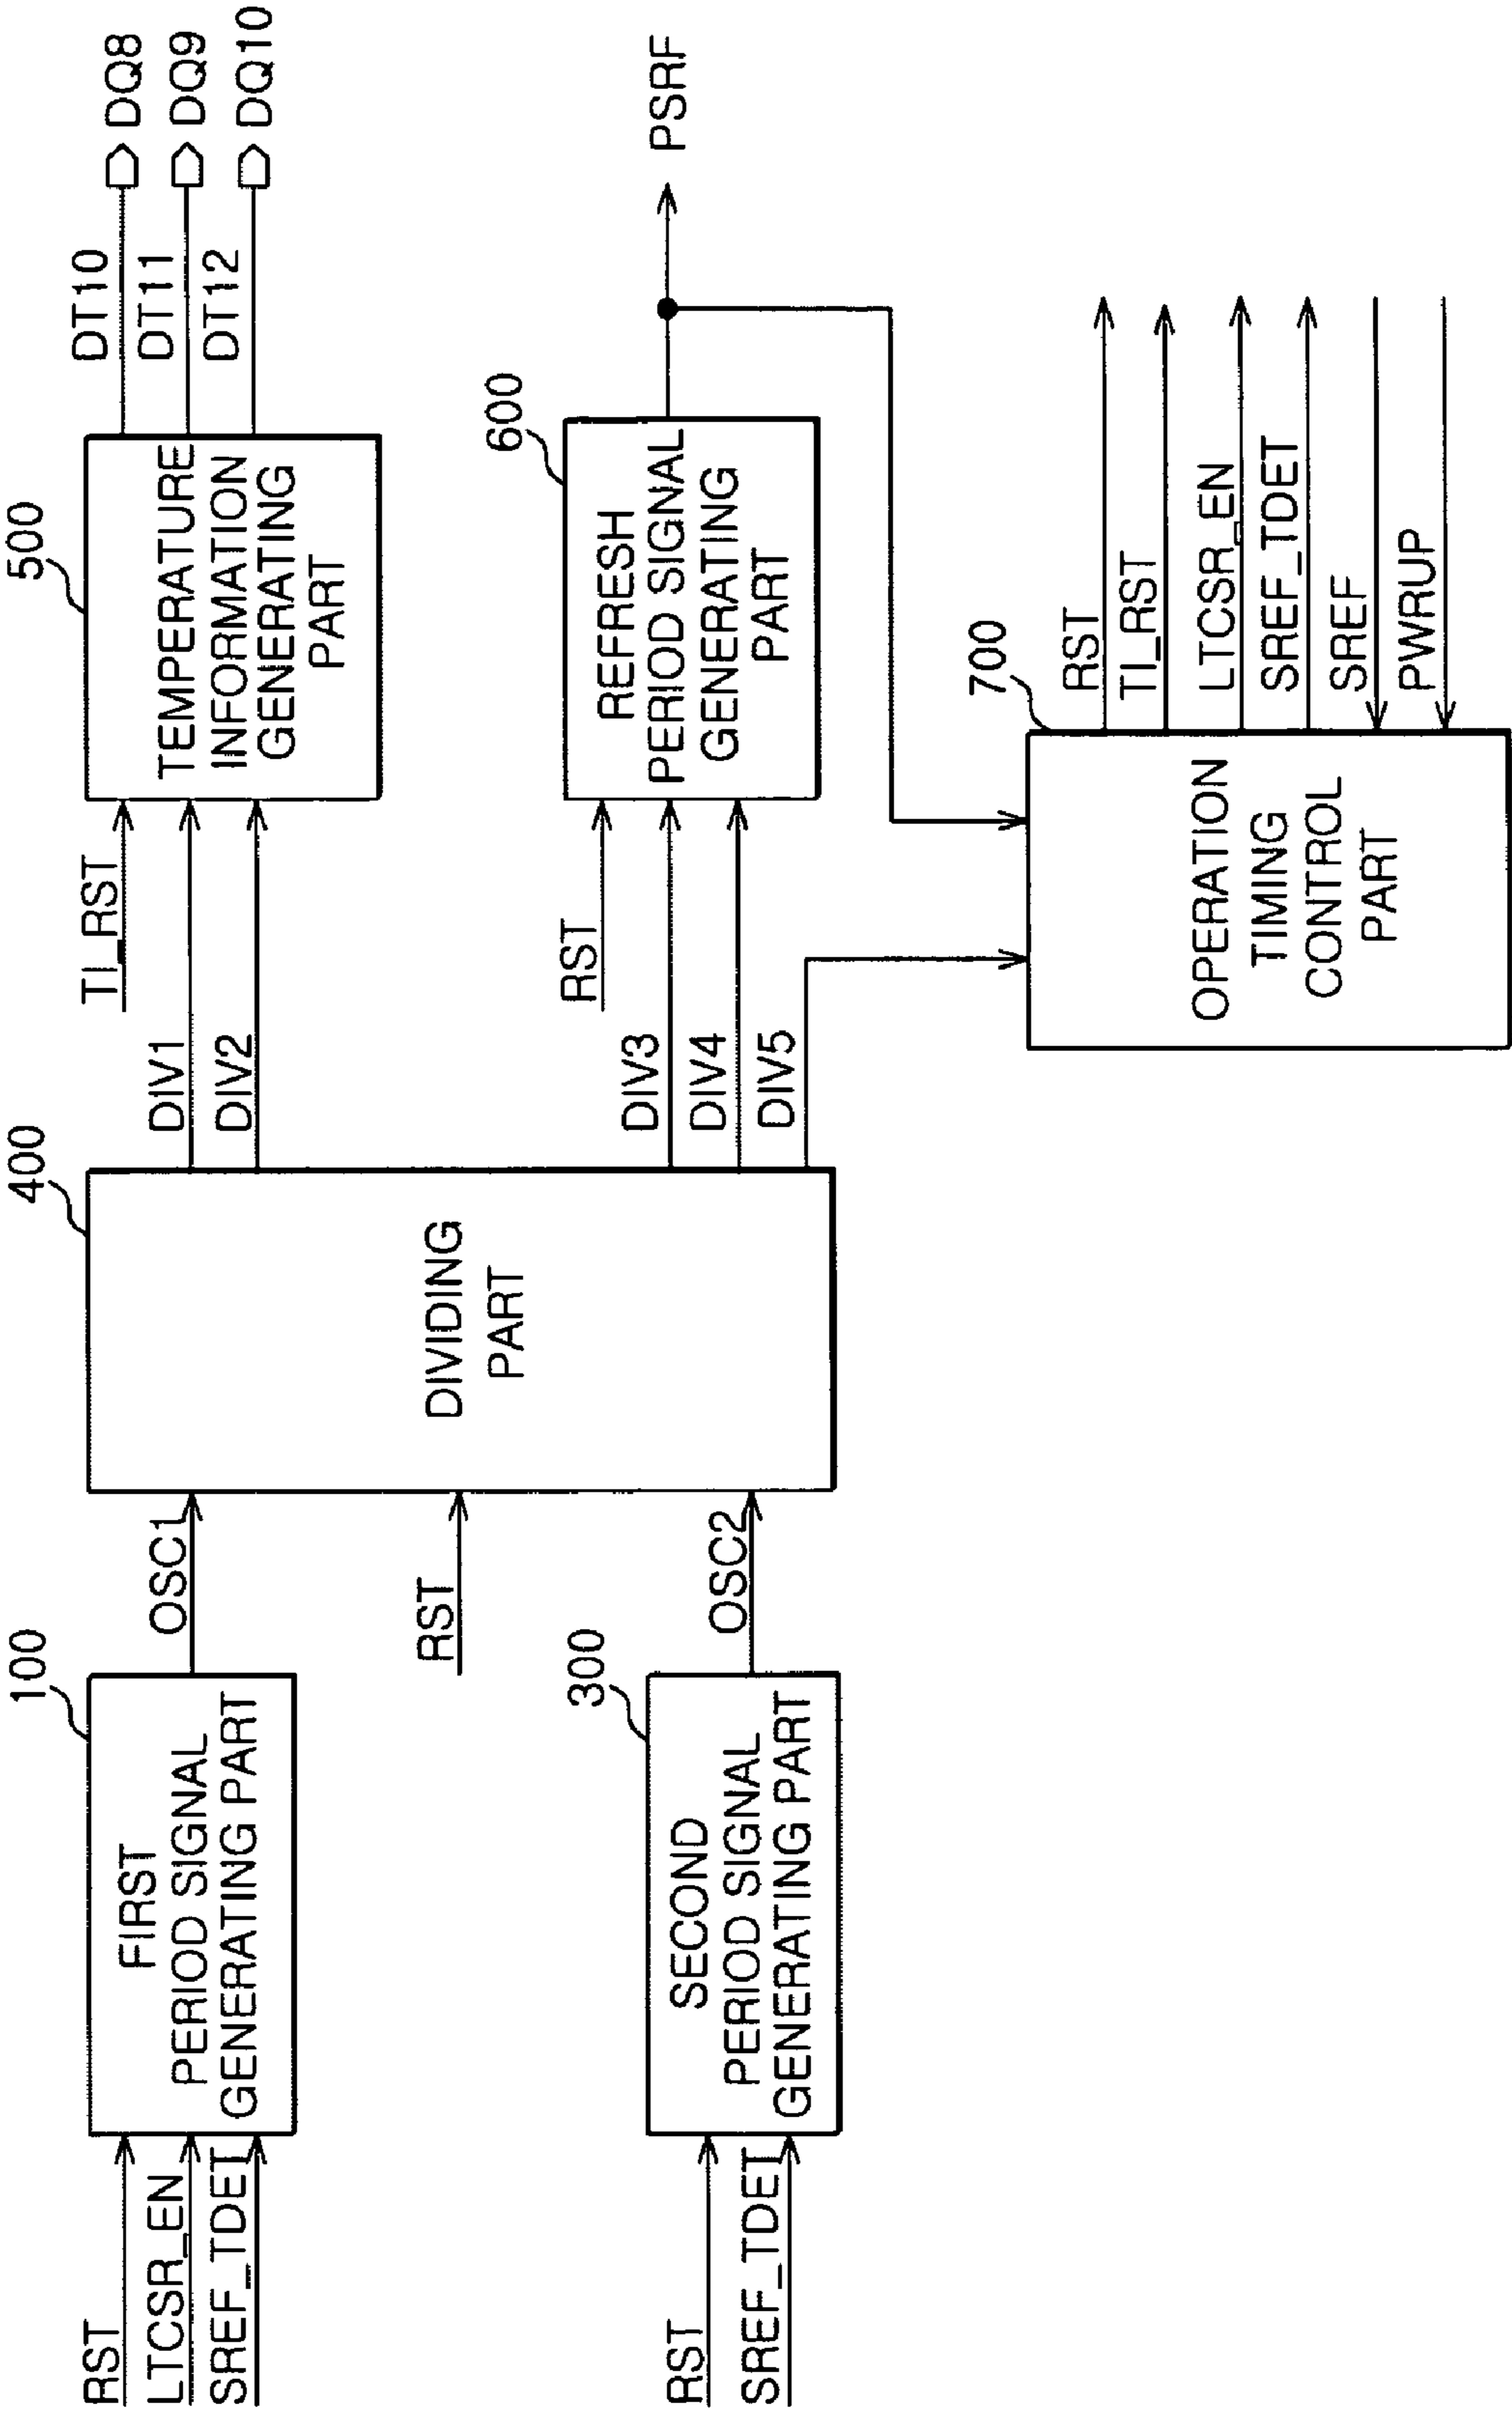 100
FIRST
PERIOD SIGNAL
GENERATING PART
RST
LTCSR_EN
SREF_TDET
OSC1
300
SECOND
PERIOD SIGNAL
GENERATING PART
RST
SREF_TDET
OSC2
RST
400
DIVIDING
PART
DIV1
DIV2
DIV3
DIV4
DIV5
TI_RST
500
TEMPERATURE
INFORMATION
GENERATING
PART
DT10
DT11
DT12
DQ8
DQ9
DQ10
RST
600
REFRESH
PERIOD SIGNAL
GENERATING
PART
PSRF
700
OPERATION
TIMING
CONTROL
PART
RST
TI_RST
LTCSR_EN
SREF_TDET
SREF
PWRUP